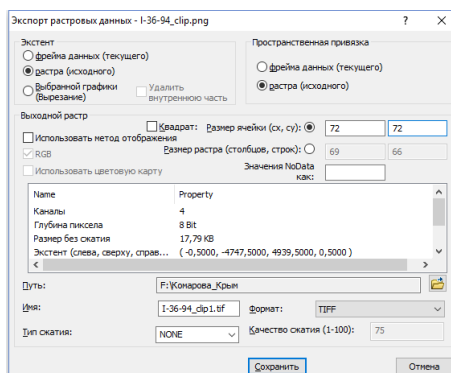 Экспорт растровых данных - I-36-94_clip.png
Экстент
фрейма данных (текущего)
растра (исходного)
Выбранной графики (Вырезание)
Удалить внутреннюю часть
Пространственная привязка
фрейма данных (текущего)
растра (исходного)
Выходной растр
Квадрат: Размер ячейки (cx, cy): 72 72
Использовать метод отображения
RGB
Размер растра (столбцов, строк): 69 66
Использовать цветовую карту
Значения NoData как:
Name Property
Каналы 4
Глубина пикселя 8 Bit
Размер без сжатия 17,79 KB
Экстент (слева, сверху, справ... ( -0,5000, -4747,5000, 4939,5000, 0,5000 )
Путь: F:\Комарова_Крым
Имя: I-36-94_clip1.tif Формат: TIFF
Тип сжатия: NONE Качество сжатия (1-100): 75
Сохранить Отмена